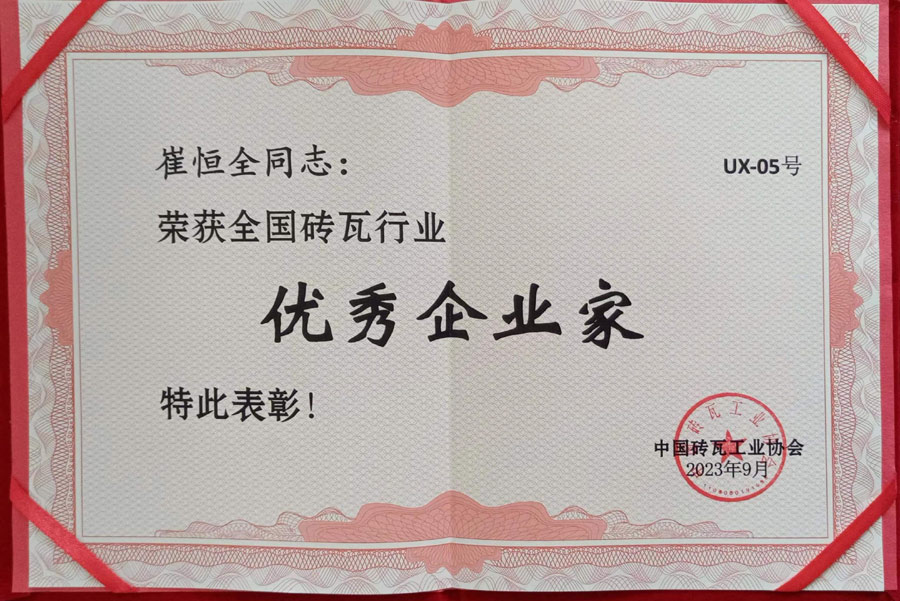 崔恒全同志：
UX-05号
荣获全国砖瓦行业
优秀企业家
特此表彰！
中国砖瓦工业协会
2023年9月